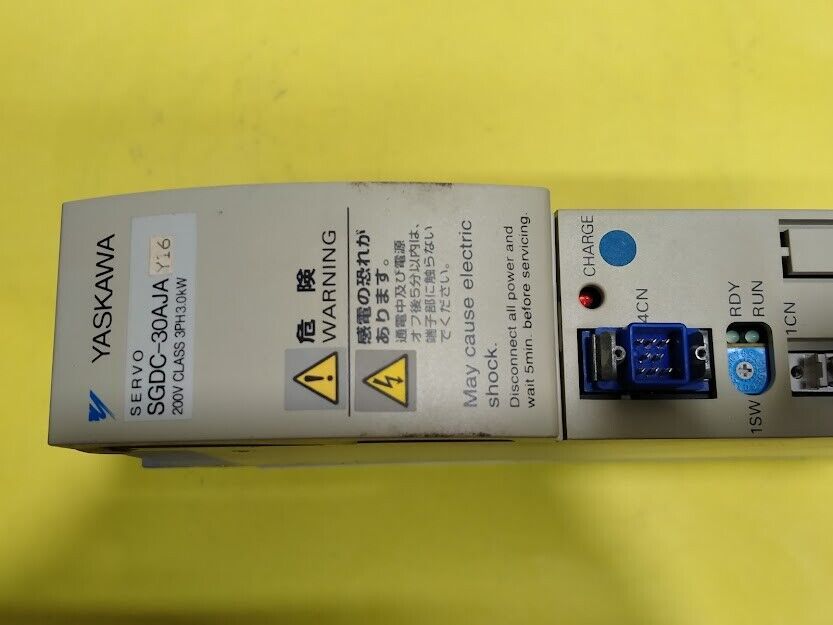 YASKAWA
SERVO
SGDC-30AJA Y16
200V CLASS 3PH3.0kW
危 険
WARNING
感電の恐れが
あります。
通電中及び電源
オフ後5分以内は、
端子部に触らない
でください。
May cause electric
shock.
Disconnect all power and
wait 5min. before servicing.
CHARGE
4CN
RDY
RUN
1SW
1CN